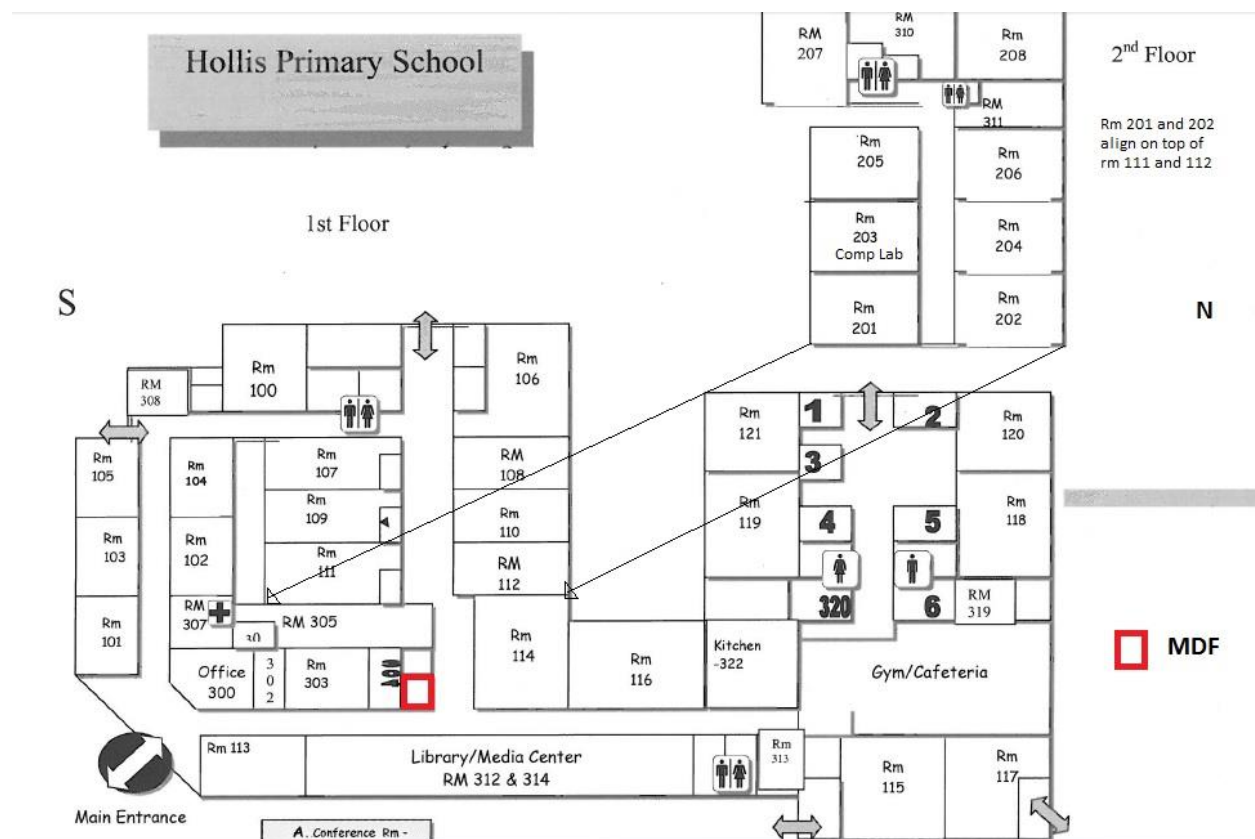 Hollis Primary School
1st Floor
S
2nd Floor
Rm 201 and 202
align on top of
rm 111 and 112
N
MDF
RM
207
RM
310
Rm
208
RM
311
Rm
205
Rm
206
Rm
203
Comp Lab
Rm
204
Rm
201
Rm
202
RM
308
Rm
100
Rm
106
Rm
105
Rm
104
Rm
107
RM
108
Rm
103
RM
102
Rm
109
Rm
110
Rm
111
RM
112
Rm
101
RM
307
RM 305
30
Office
300
302
Rm
303
Rm
114
Rm
116
Kitchen
-322
Rm
121
1
2
Rm
120
3
Rm
119
4
5
Rm
118
320
6
RM
319
Gym/Cafeteria
Rm 113
Library/Media Center
RM 312 & 314
Rm
313
Rm
115
Rm
117
Main Entrance
A. Conference Rm -